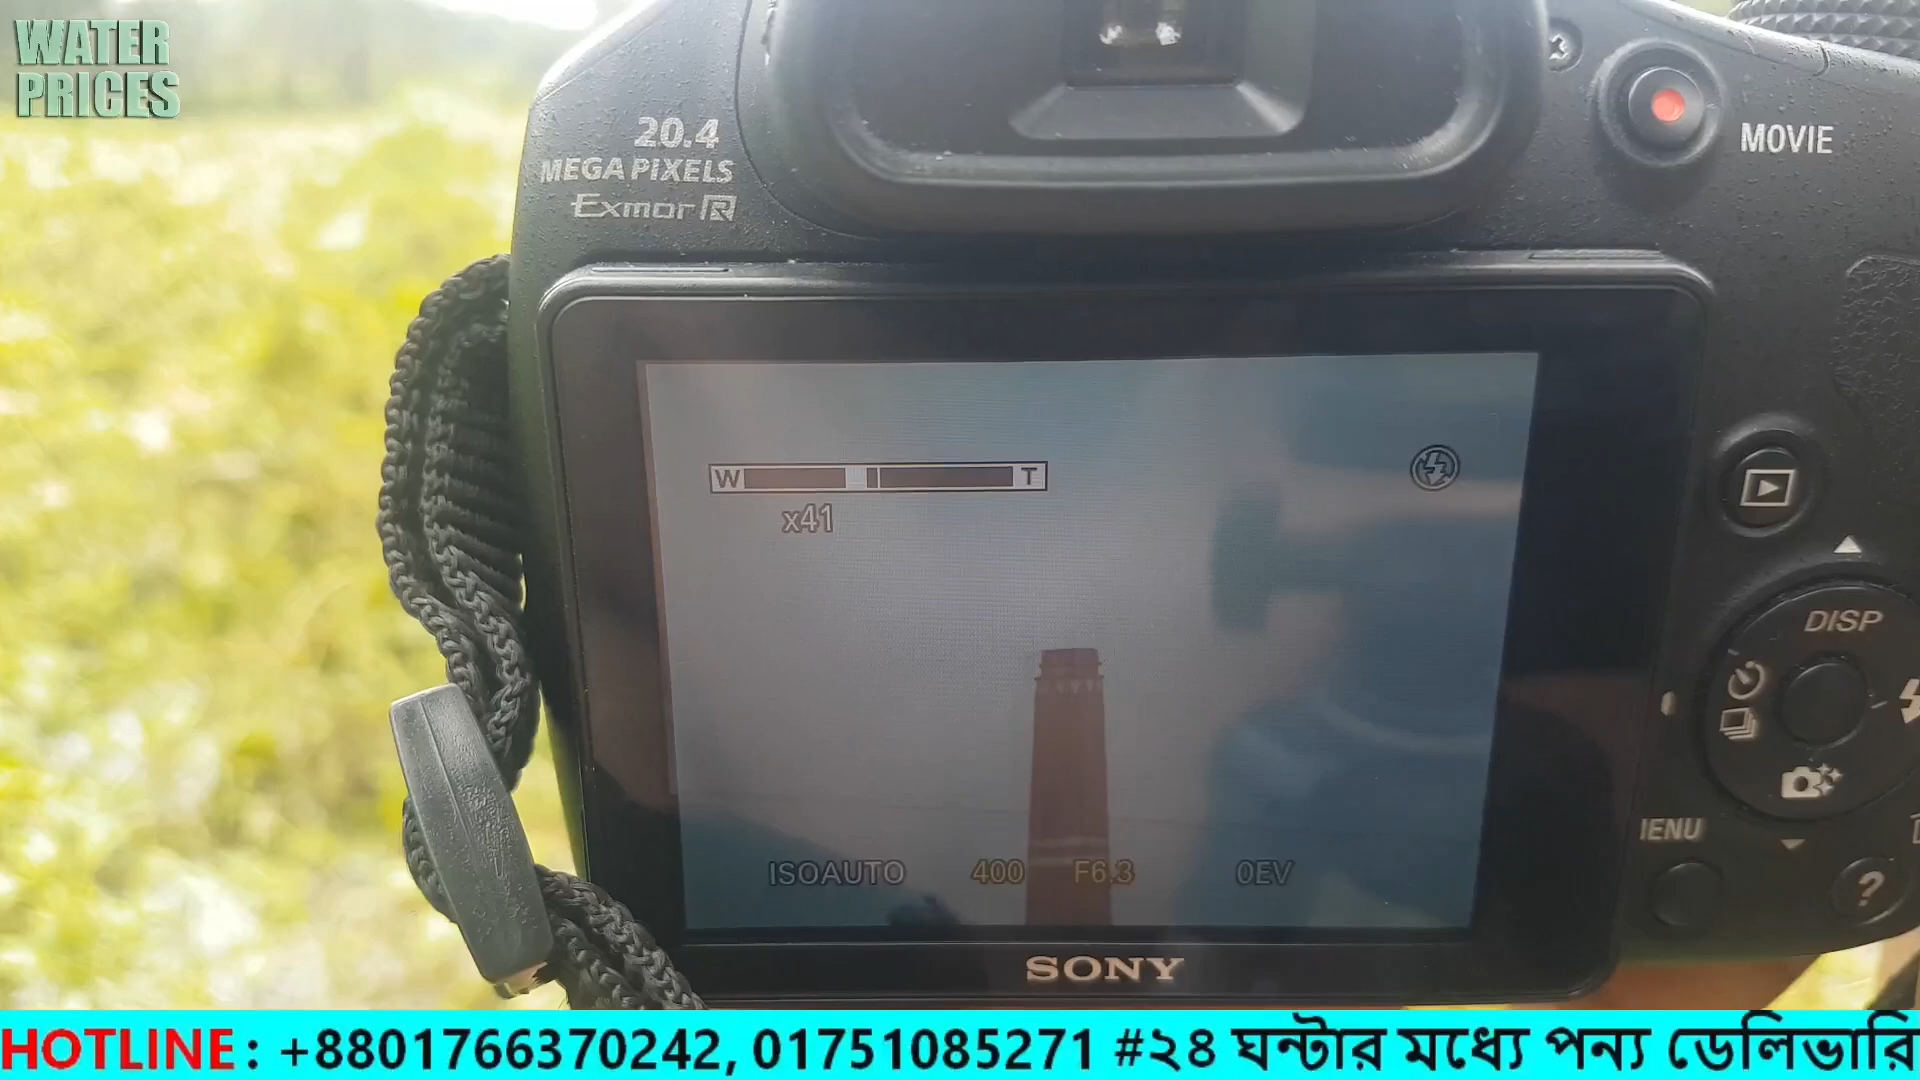 WATER
PRICES
20.4
MEGA PIXELS
Exmor R
MOVIE
W T
x41
DISP
ISOAUTO 400 F6.3 0EV
MENU
?
SONY
HOTLINE : +8801766370242, 01751085271 #২৪ ঘন্টার মধ্যে পন্য ডেলিভারি